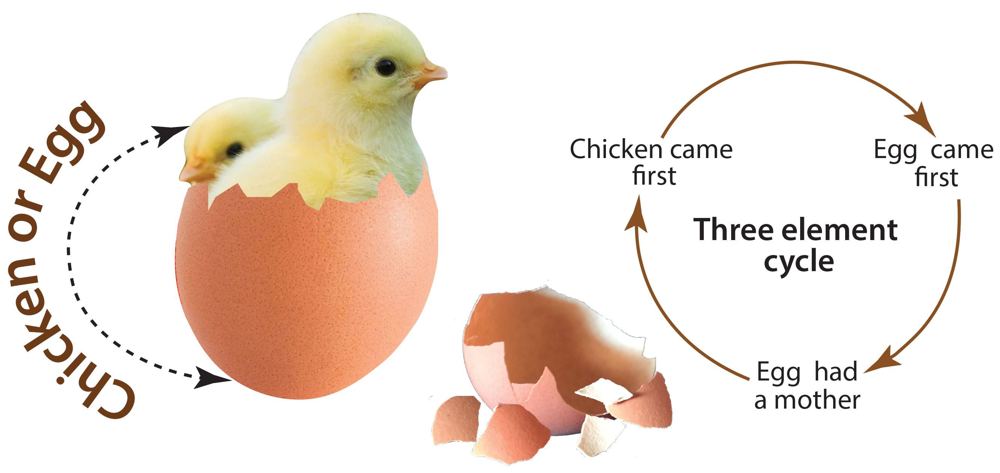 Chicken or Egg
Chicken came
first
Egg came
first
Three element
cycle
Egg had
a mother